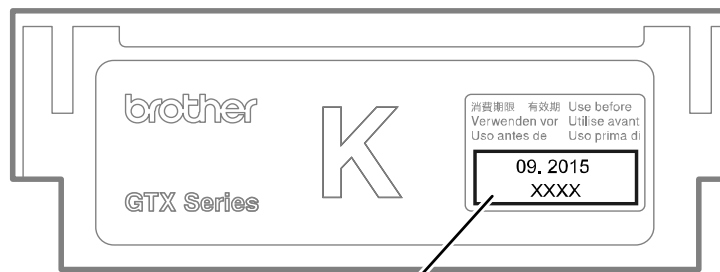 brother
GTX Series
K
消費期限 有效期 Use before
Verwenden vor Utilise avant
Uso antes de Uso prima di
09. 2015
XXXX